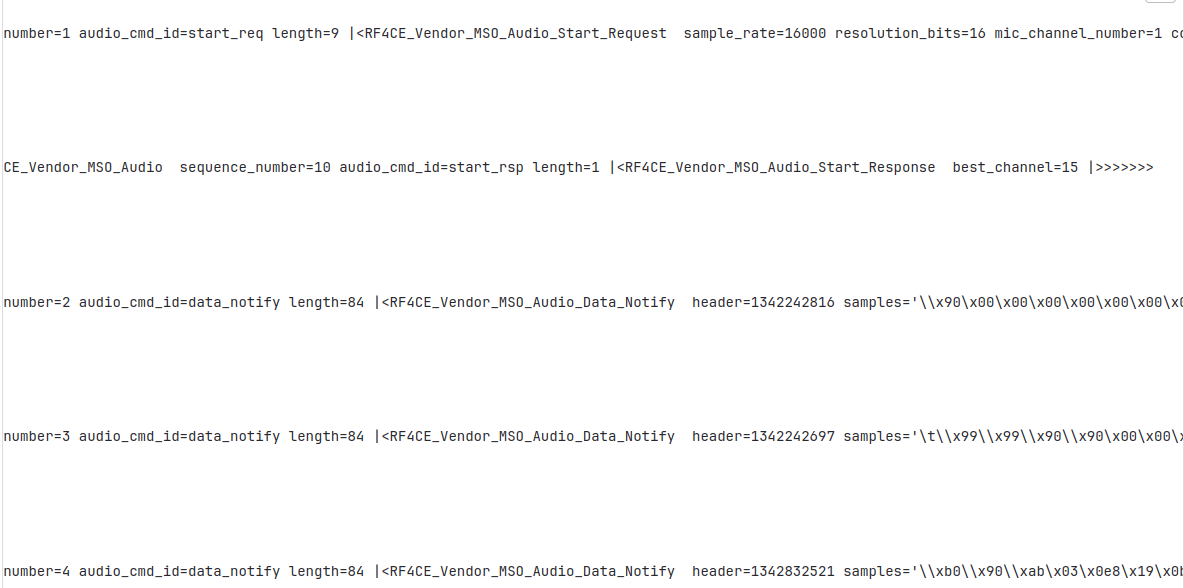 number=1 audio_cmd_id=start_req length=9 |<RF4CE_Vendor_MSO_Audio_Start_Request  sample_rate=16000 resolution_bits=16 mic_channel_number=1 co
CE_Vendor_MSO_Audio  sequence_number=10 audio_cmd_id=start_rsp length=1 |<RF4CE_Vendor_MSO_Audio_Start_Response  best_channel=15 |>>>>>>>
number=2 audio_cmd_id=data_notify length=84 |<RF4CE_Vendor_MSO_Audio_Data_Notify  header=1342242816 samples='\\x90\x00\x00\x00\x00\x00\x00\x0
number=3 audio_cmd_id=data_notify length=84 |<RF4CE_Vendor_MSO_Audio_Data_Notify  header=1342242697 samples='\t\\x99\\x99\\x90\\x90\x00\x00\x
number=4 audio_cmd_id=data_notify length=84 |<RF4CE_Vendor_MSO_Audio_Data_Notify  header=1342832521 samples='\\xb0\\x90\\xab\x03\x0e8\x19\x0b